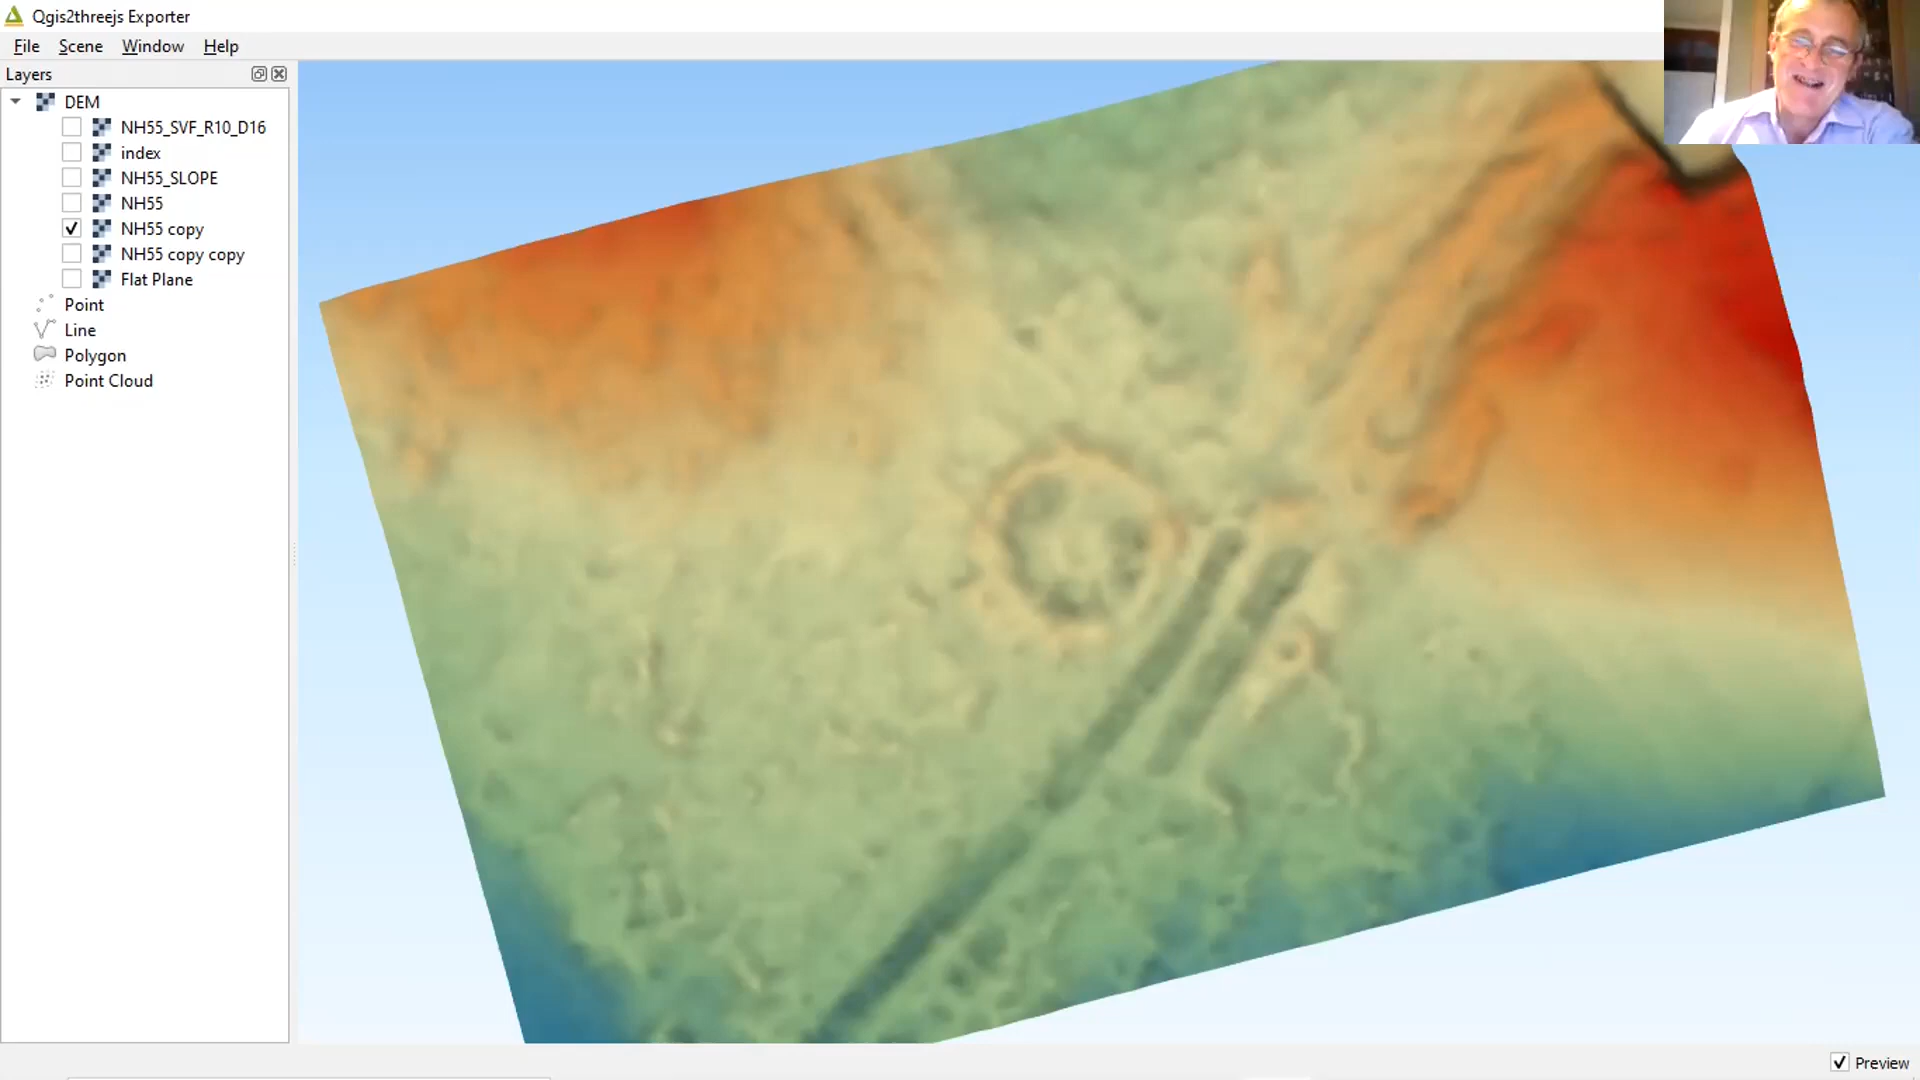 Qgis2threejs Exporter
File Scene Window Help
Layers
DEM
NH55_SVF_R10_D16
index
NH55_SLOPE
NH55
NH55 copy
NH55 copy copy
Flat Plane
Point
Line
Polygon
Point Cloud
Preview